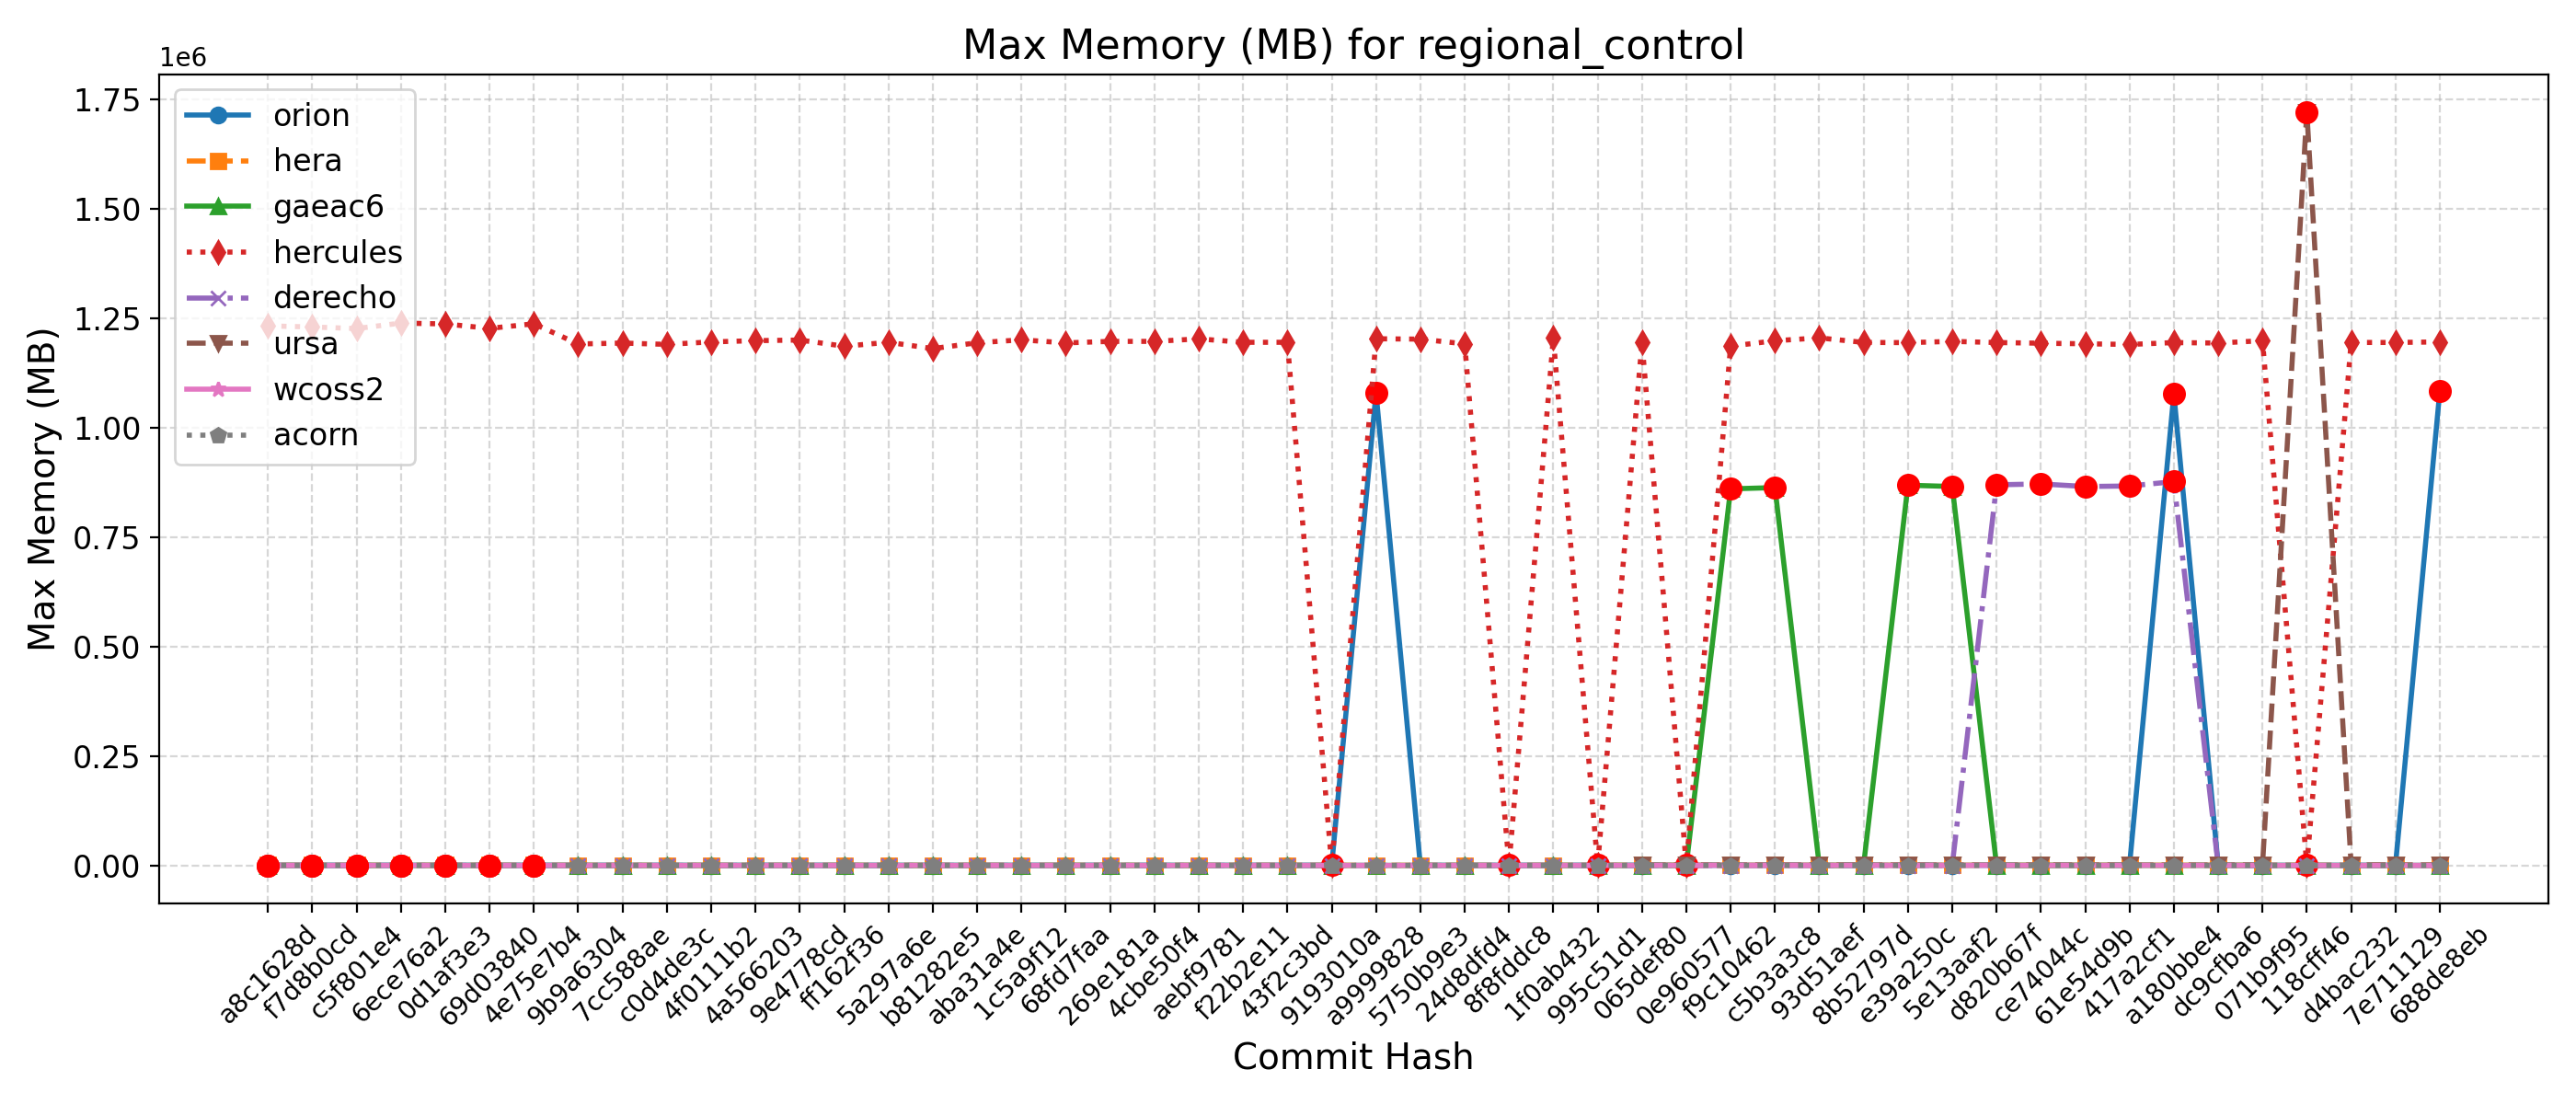 Max Memory (MB) for regional_control
1e6
1.75
1.50
1.25
1.00
0.75
0.50
0.25
0.00
Max Memory (MB)
orion
hera
gaeac6
hercules
derecho
ursa
wcoss2
acorn
a8c1628d
f7d8b0cd
c5f801e4
6ece76a2
0d1af3e3
69d03840
4e75e7b4
9b9a6304
7cc588ae
c0d4de3c
4f0111b2
4a566203
9e4778cd
ff162f36
5a297a6e
b81282e5
aba31a4e
1c5a9f12
68fd7faa
269e181a
4cbe50f4
aebf9781
f22b2e11
43f2c3bd
9193010a
a9999828
5750b9e3
24d8dfd4
8f8fddc8
1f0ab432
995c51d1
065def80
0e960577
f9c10462
c5b3a3c8
93d51aef
8b52797d
e39a250c
5e13aaf2
d820b67f
ce74044c
61e54d9b
417a2cf1
a180bbe4
dc9cfba6
071b9f95
118cff46
d4bac232
7e711129
688de8eb
Commit Hash